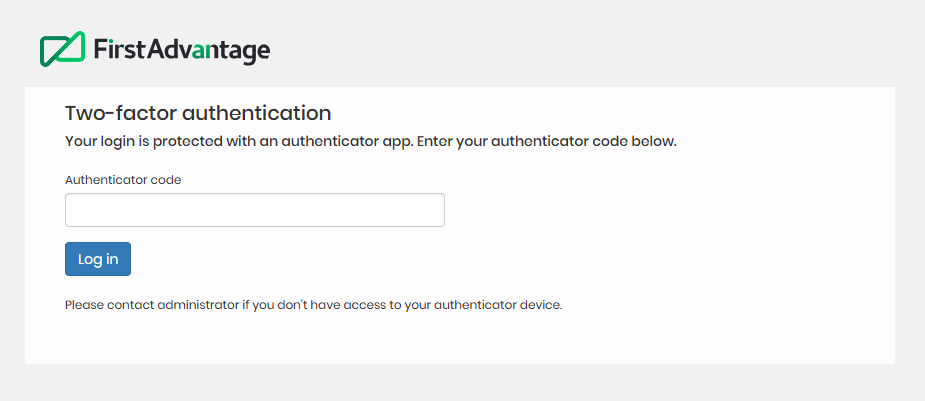 FirstAdvantage
Two-factor authentication
Your login is protected with an authenticator app. Enter your authenticator code below.
Authenticator code
Log in
Please contact administrator if you don't have access to your authenticator device.